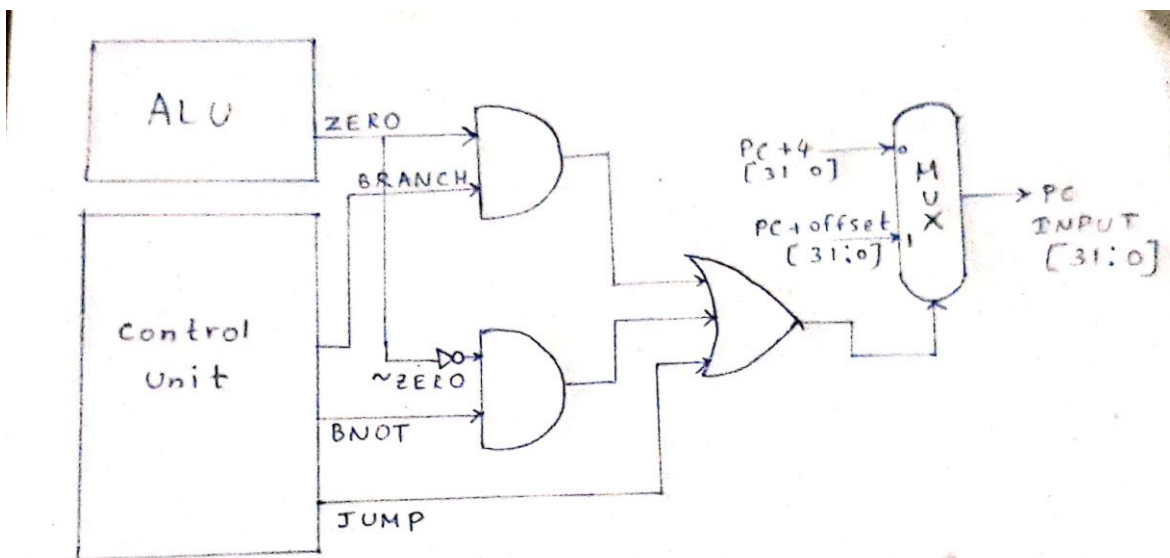 ALU
ZERO
BRANCH
Control
Unit
~ZERO
BNOT
JUMP
PC+4
[31:0]
PC+offset
[31:0]
0
1
MUX
PC
INPUT
[31:0]